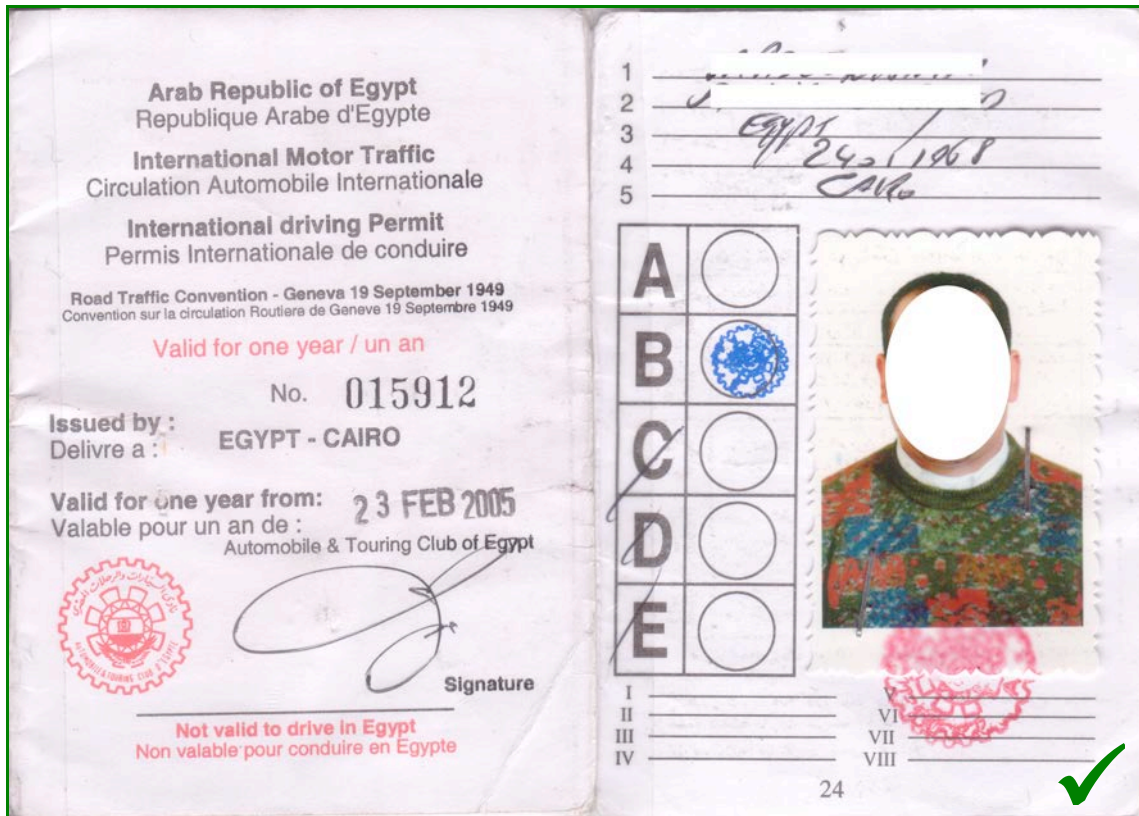 Arab Republic of Egypt
Republique Arabe d'Egypte
International Motor Traffic
Circulation Automobile Internationale
International driving Permit
Permis Internationale de conduire
Road Traffic Convention - Geneva 19 September 1949
Convention sur la circulation Routiere de Geneve 19 Septembre 1949
Valid for one year / un an
No. 015912
Issued by :
Delivre a :
EGYPT - CAIRO
Valid for one year from:
Valable pour un an de :
23 FEB 2005
Automobile & Touring Club of Egypt
Signature
Not valid to drive in Egypt
Non valable pour conduire en Egypte
1
2
3 EGYPT
4 1968
5 CAIRO
A
B
C
D
E
I
II
III
IV
V
VI
VII
VIII
24